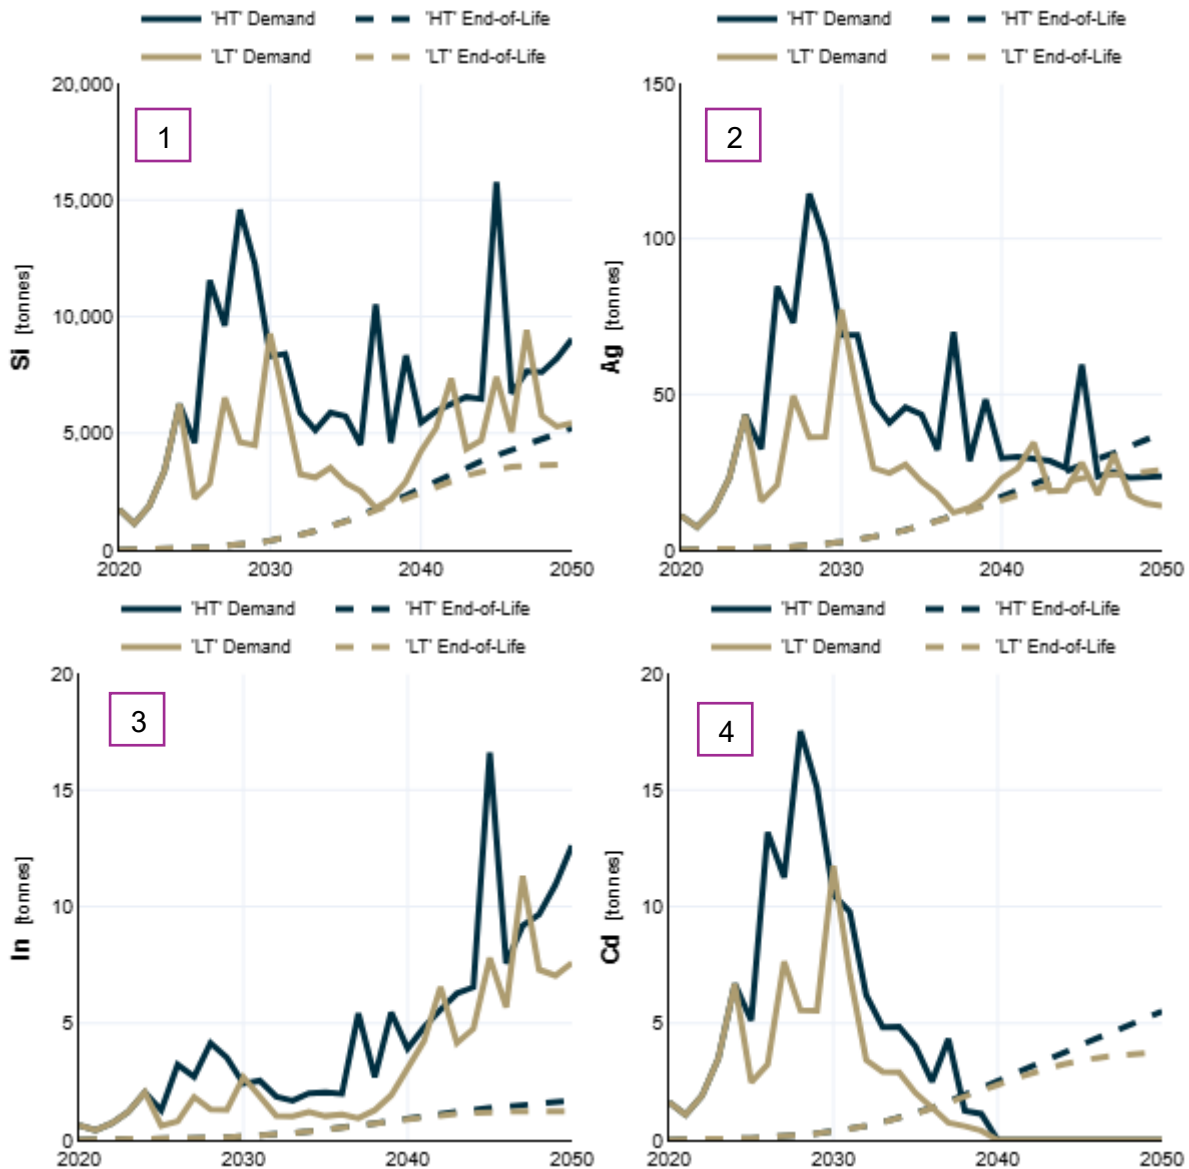 'HT' Demand 'HT' End-of-Life
'LT' Demand 'LT' End-of-Life
20,000
15,000
10,000
5,000
0
Si [tonnes]
1
2020 2030 2040 2050
'HT' Demand 'HT' End-of-Life
'LT' Demand 'LT' End-of-Life
150
100
50
0
Ag [tonnes]
2
2020 2030 2040 2050
'HT' Demand 'HT' End-of-Life
'LT' Demand 'LT' End-of-Life
20
15
10
5
0
In [tonnes]
3
2020 2030 2040 2050
'HT' Demand 'HT' End-of-Life
'LT' Demand 'LT' End-of-Life
20
15
10
5
0
Cd [tonnes]
4
2020 2030 2040 2050